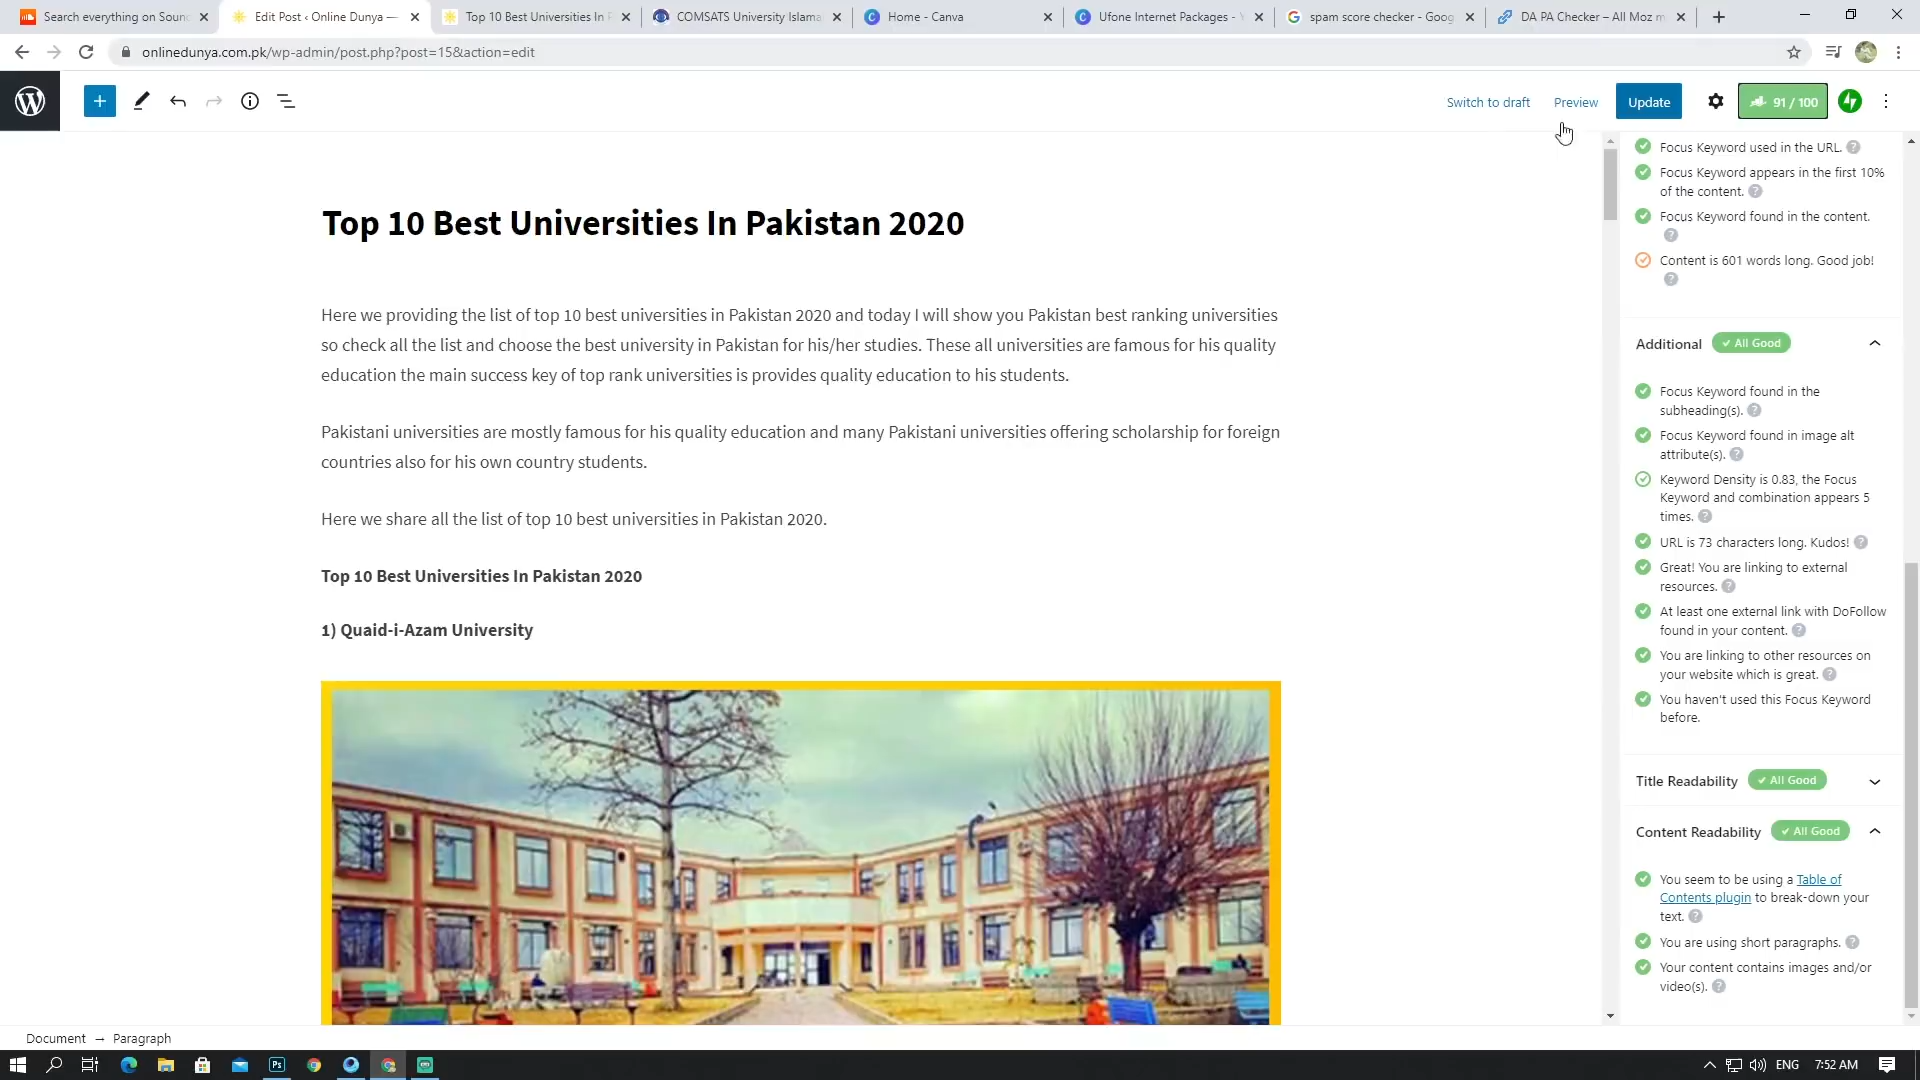 Search everything on Soun
Edit Post ‹ Online Dunya —
Top 10 Best Universities In P
COMSATS University Islama
Home - Canva
Ufone Internet Packages -
spam score checker - Goog
DA PA Checker – All Moz m
onlinedunya.com.pk/wp-admin/post.php?post=15&action=edit
Switch to draft
Preview
Update
91 / 100
Top 10 Best Universities In Pakistan 2020
Here we providing the list of top 10 best universities in Pakistan 2020 and today I will show you Pakistan best ranking universities
so check all the list and choose the best university in Pakistan for his/her studies. These all universities are famous for his quality
education the main success key of top rank universities is provides quality education to his students.
Pakistani universities are mostly famous for his quality education and many Pakistani universities offering scholarship for foreign
countries also for his own country students.
Here we share all the list of top 10 best universities in Pakistan 2020.
Top 10 Best Universities In Pakistan 2020
1) Quaid-i-Azam University
Focus Keyword used in the URL.
Focus Keyword appears in the first 10%
of the content.
Focus Keyword found in the content.
Content is 601 words long. Good job!
Additional
All Good
Focus Keyword found in the
subheading(s).
Focus Keyword found in image alt
attribute(s).
Keyword Density is 0.83, the Focus
Keyword and combination appears 5
times.
URL is 73 characters long. Kudos!
Great! You are linking to external
resources.
At least one external link with DoFollow
found in your content.
You are linking to other resources on
your website which is great.
You haven't used this Focus Keyword
before.
Title Readability
All Good
Content Readability
All Good
You seem to be using a Table of
Contents plugin to break-down your
text.
You are using short paragraphs.
Your content contains images and/or
video(s).
Document → Paragraph
Ps
ENG
7:52 AM